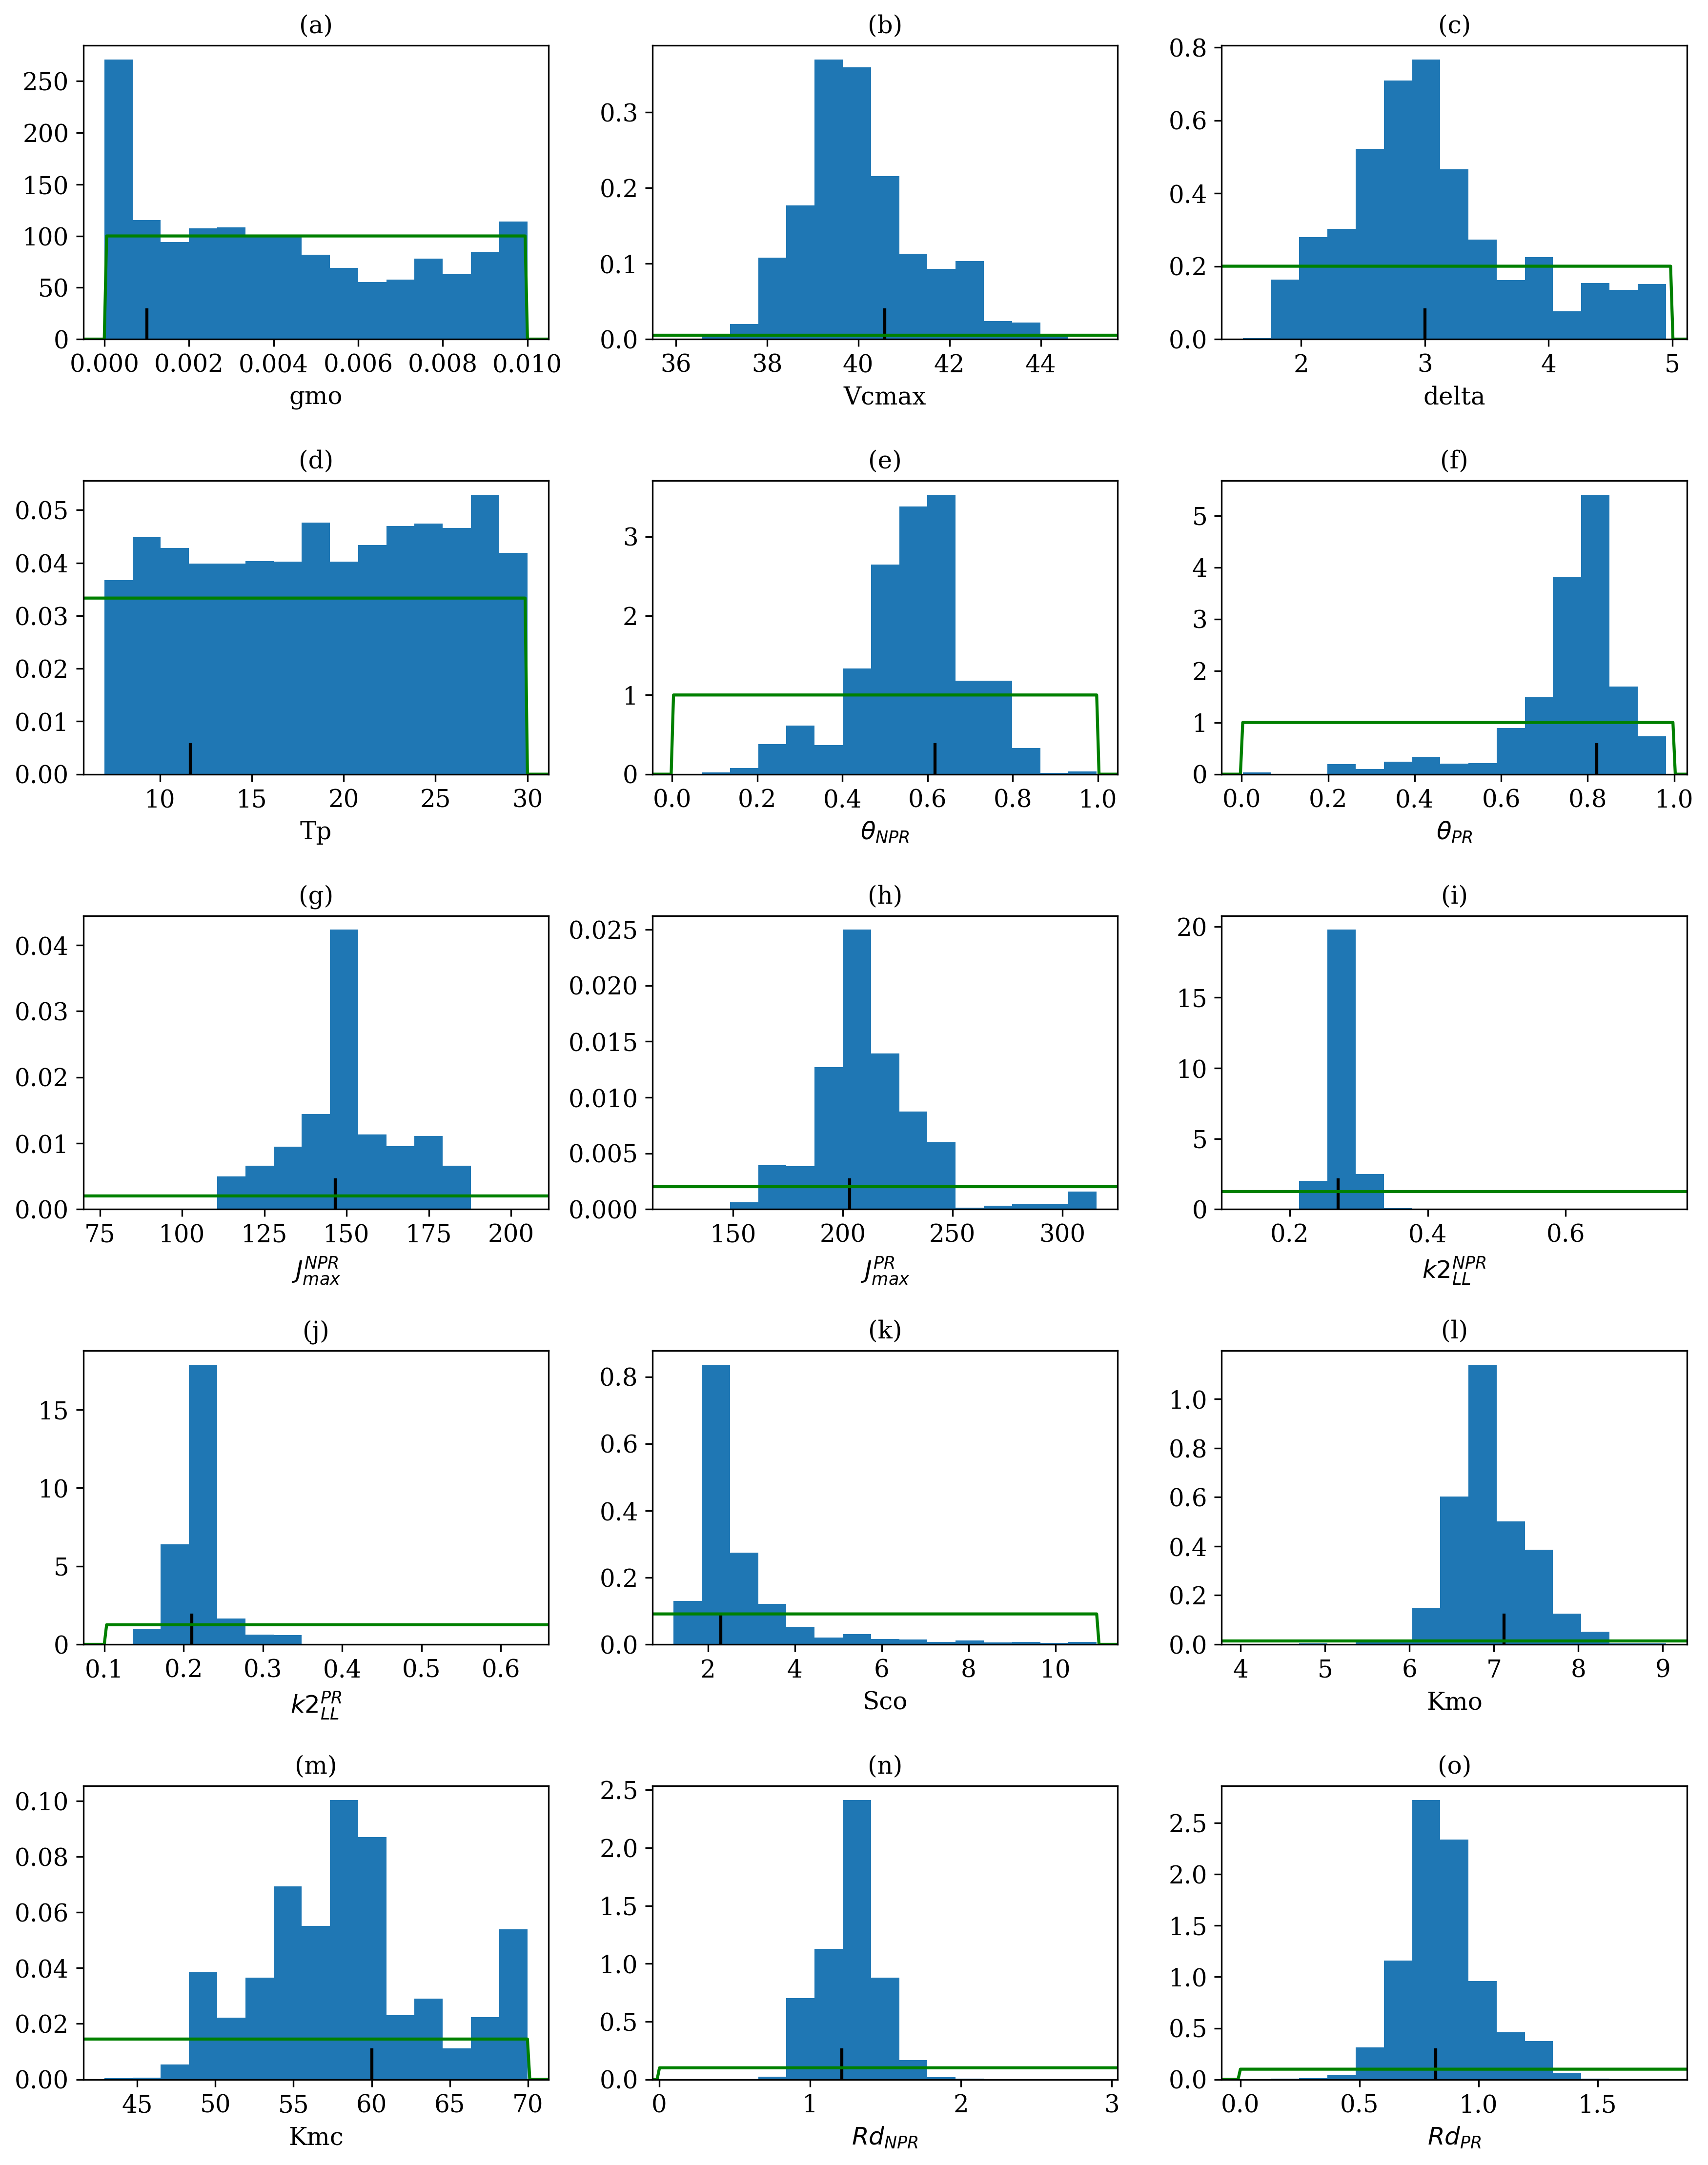 (a)
250
200
150
100
50
0
0.000 0.002 0.004 0.006 0.008 0.010
gmo
(b)
0.3
0.2
0.1
0.0
36 38 40 42 44
Vcmax
(c)
0.8
0.6
0.4
0.2
0.0
2 3 4 5
delta
(d)
0.05
0.04
0.03
0.02
0.01
0.00
10 15 20 25 30
Tp
(e)
3
2
1
0
0.0 0.2 0.4 0.6 0.8 1.0
θNPR
(f)
5
4
3
2
1
0
0.0 0.2 0.4 0.6 0.8 1.0
θPR
(g)
0.04
0.03
0.02
0.01
0.00
75 100 125 150 175 200
J^{NPR}_{max}
(h)
0.025
0.020
0.015
0.010
0.005
0.000
150 200 250 300
J^{PR}_{max}
(i)
20
15
10
5
0
0.2 0.4 0.6
k2^{NPR}_{LL}
(j)
15
10
5
0
0.1 0.2 0.3 0.4 0.5 0.6
k2^{PR}_{LL}
(k)
0.8
0.6
0.4
0.2
0.0
2 4 6 8 10
Sco
(l)
1.0
0.8
0.6
0.4
0.2
0.0
4 5 6 7 8 9
Kmo
(m)
0.10
0.08
0.06
0.04
0.02
0.00
45 50 55 60 65 70
Kmc
(n)
2.5
2.0
1.5
1.0
0.5
0.0
0 1 2 3
RdNPR
(o)
2.5
2.0
1.5
1.0
0.5
0.0
0.0 0.5 1.0 1.5
RdPR